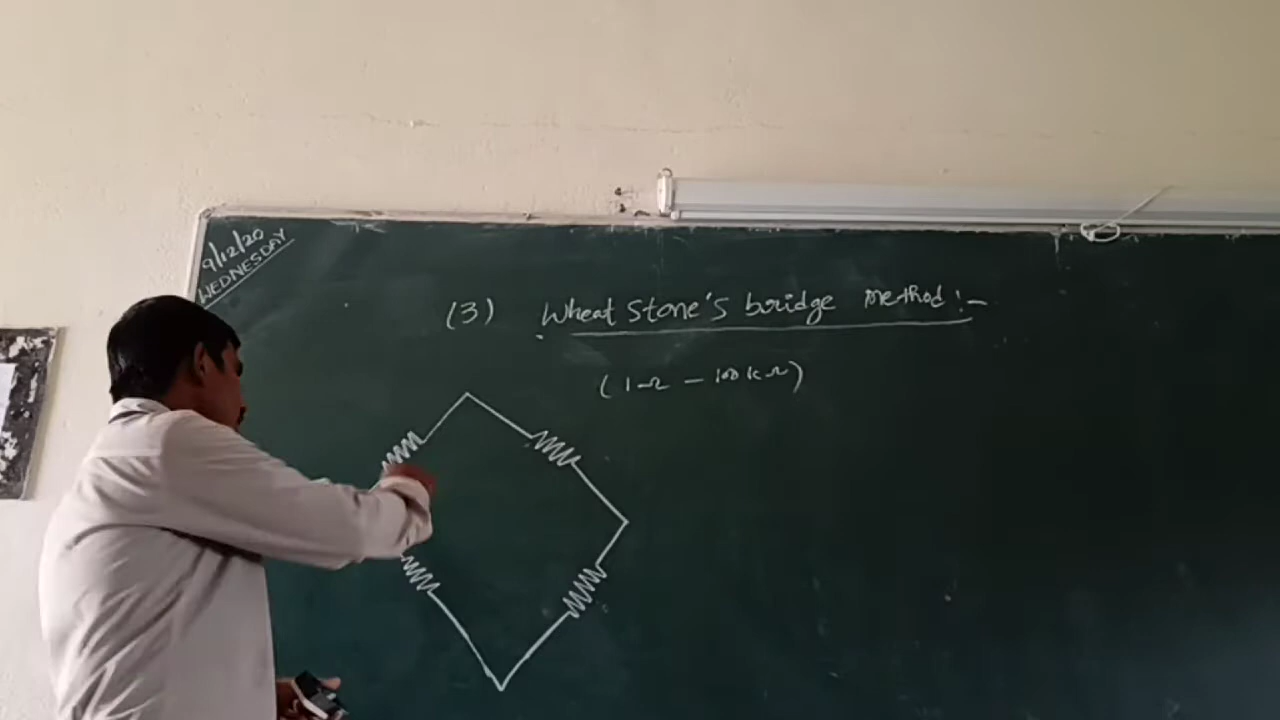 9/12/20
WEDNESDAY
(3) Wheat Stone's bridge Method:-
(1Ω - 100kΩ)